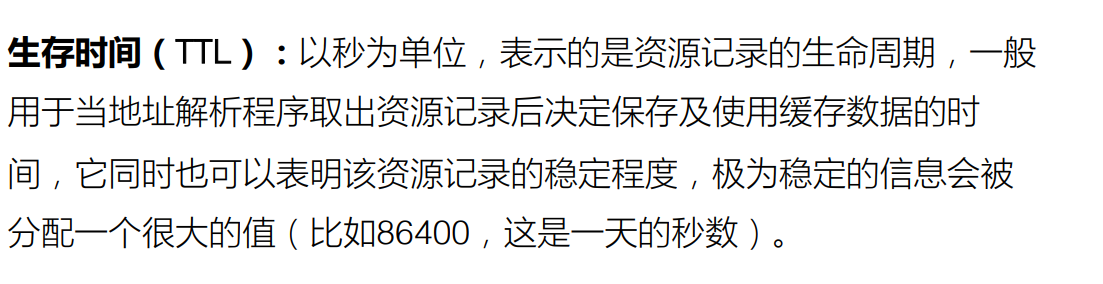 生存时间（TTL）：以秒为单位，表示的是资源记录的生命周期，一般
用于当地址解析程序取出资源记录后决定保存及使用缓存数据的时
间，它同时也可以表明该资源记录的稳定程度，极为稳定的信息会被
分配一个很大的值（比如86400，这是一天的秒数）。